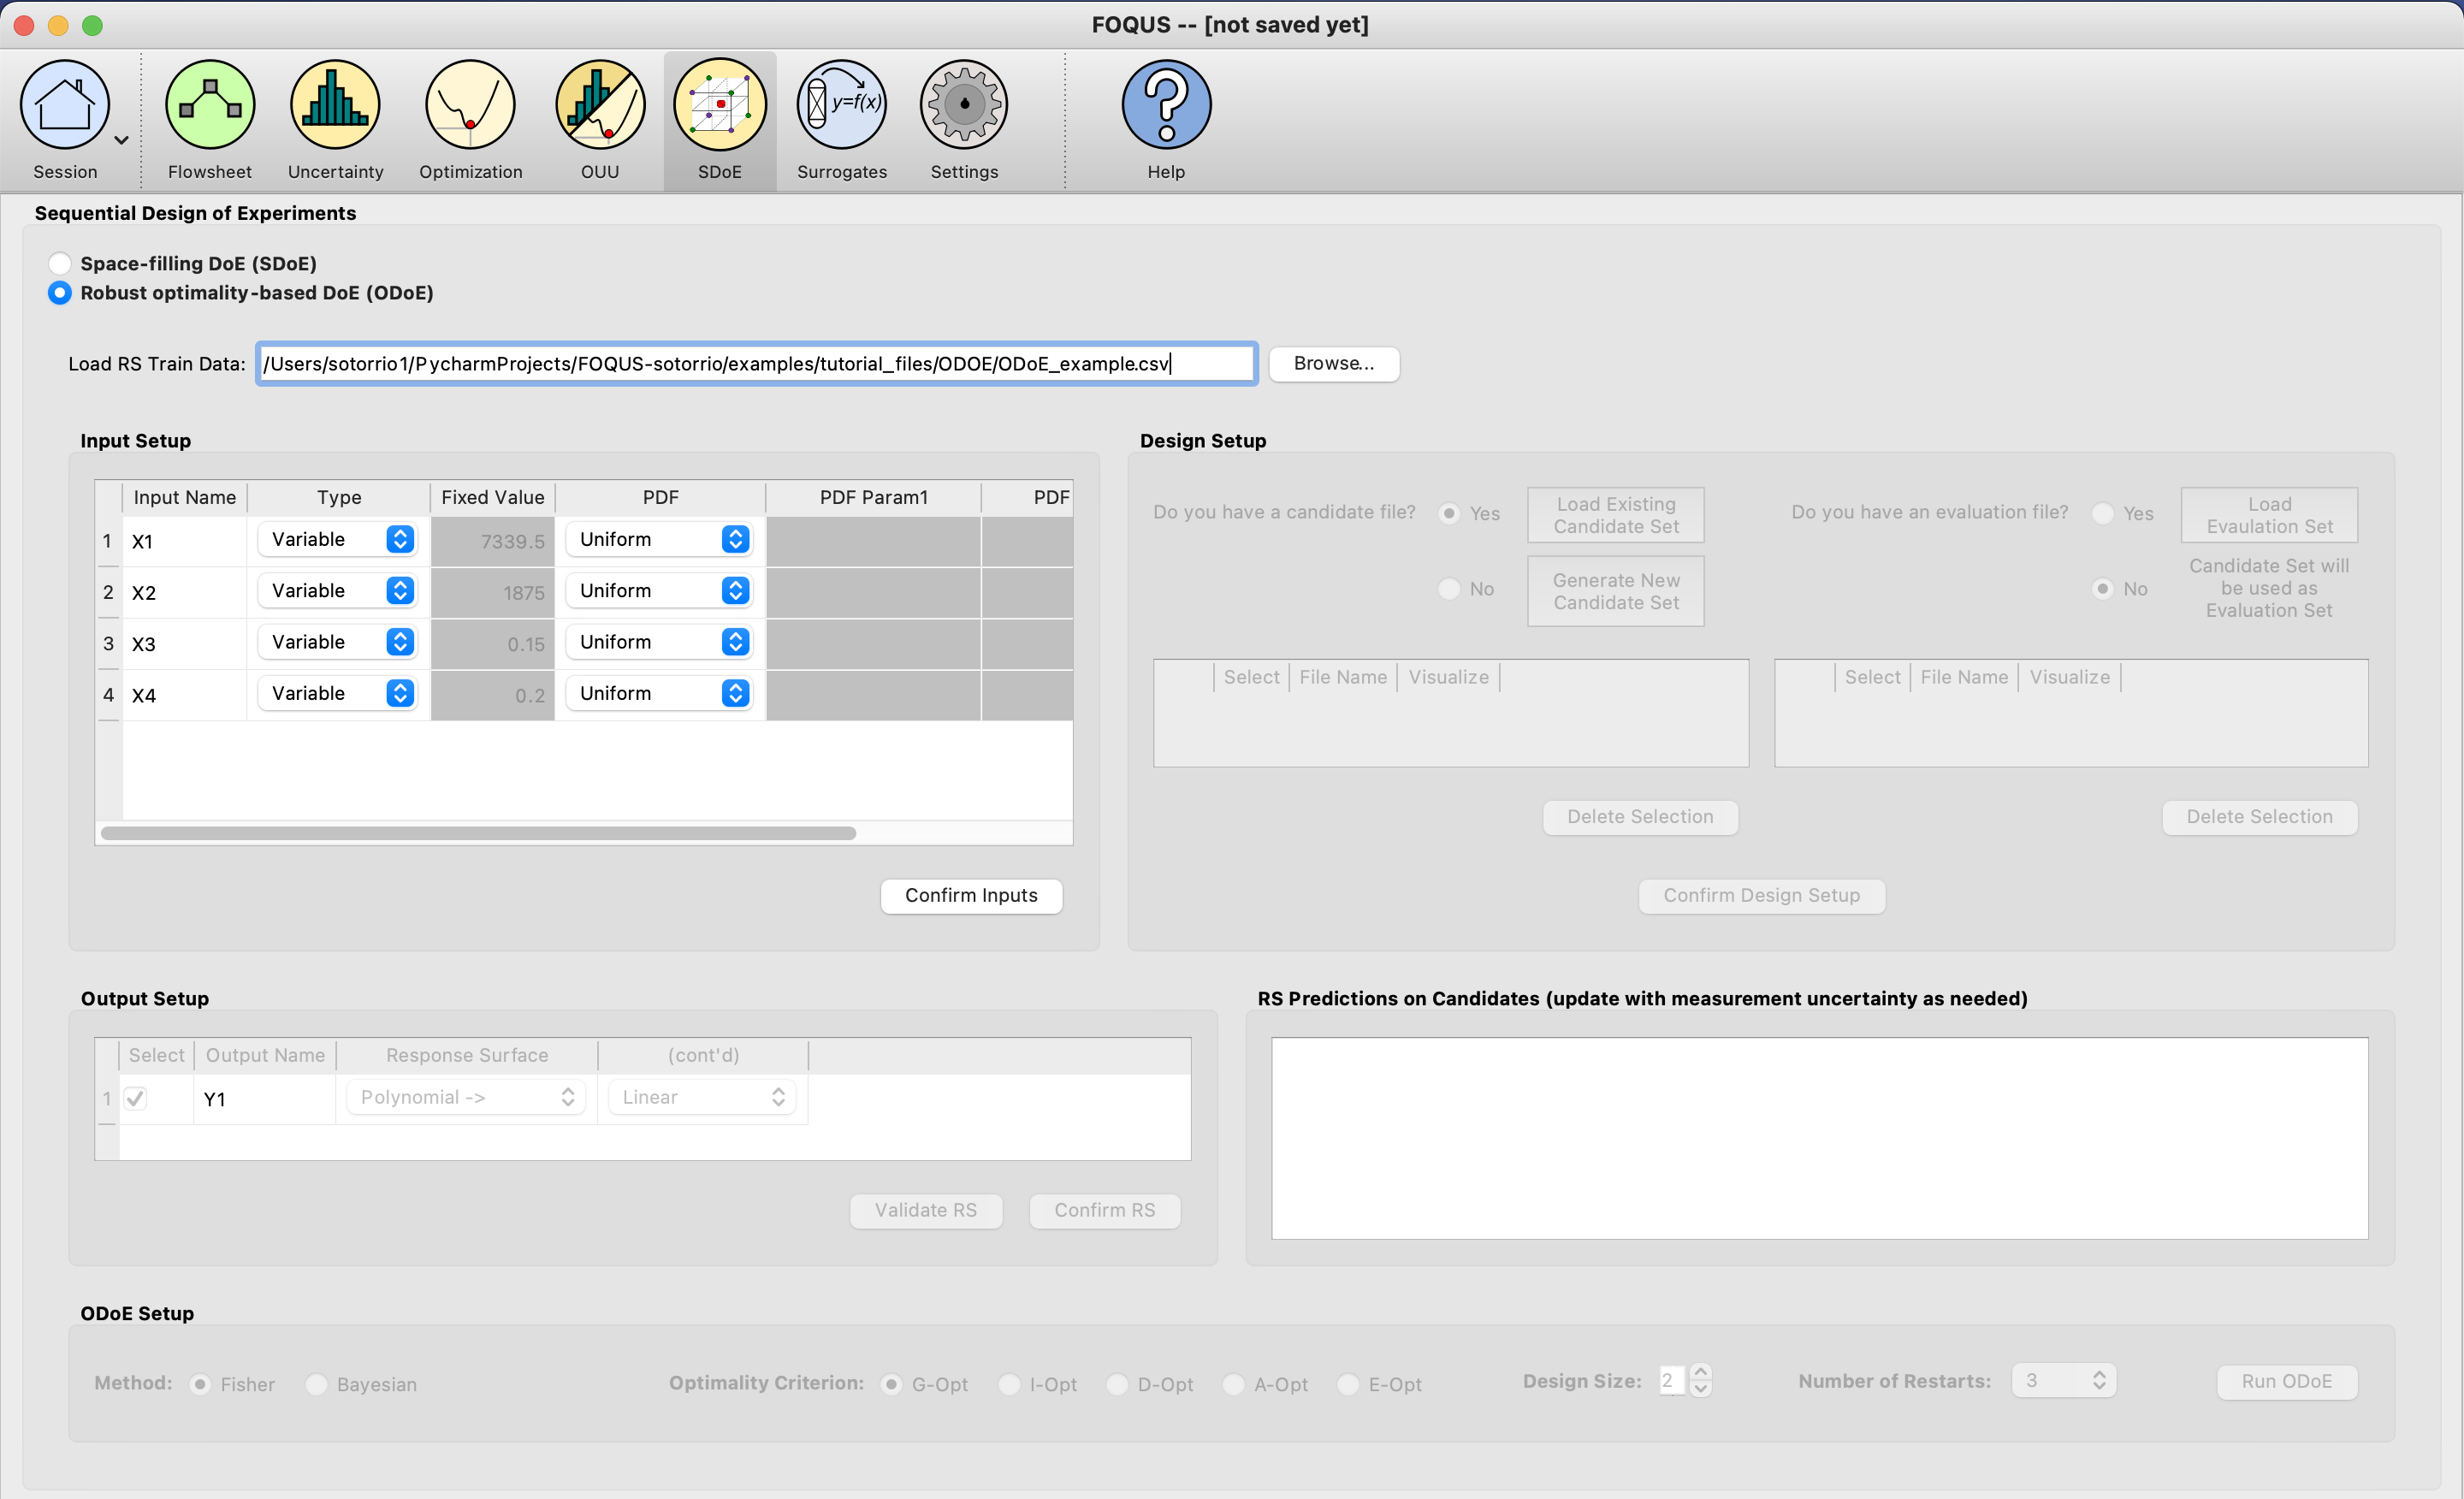 FOQUS -- [not saved yet]
y=f(x)
Session Flowsheet Uncertainty Optimization OUU SDoE Surrogates Settings Help
Sequential Design of Experiments
Space-filling DoE (SDoE)
Robust optimality-based DoE (ODoE)
Load RS Train Data: /Users/sotorrio1/PycharmProjects/FOQUS-sotorrio/examples/tutorial_files/ODOE/ODoE_example.csv Browse...
Input Setup
Input Name Type Fixed Value PDF PDF Param1 PDF
1 X1 Variable 7339.5 Uniform
2 X2 Variable 1875 Uniform
3 X3 Variable 0.15 Uniform
4 X4 Variable 0.2 Uniform
Confirm Inputs
Design Setup
Do you have a candidate file? Yes
Load Existing
Candidate Set
No
Generate New
Candidate Set
Do you have an evaluation file? Yes
Load
Evaulation Set
No
Candidate Set will
be used as
Evaluation Set
Select File Name Visualize
Select File Name Visualize
Delete Selection
Delete Selection
Confirm Design Setup
Output Setup
Select Output Name Response Surface (cont'd)
1 Y1 Polynomial -> Linear
Validate RS Confirm RS
RS Predictions on Candidates (update with measurement uncertainty as needed)
ODoE Setup
Method: Fisher Bayesian Optimality Criterion: G-Opt I-Opt D-Opt A-Opt E-Opt Design Size: 2 Number of Restarts: 3 Run ODoE